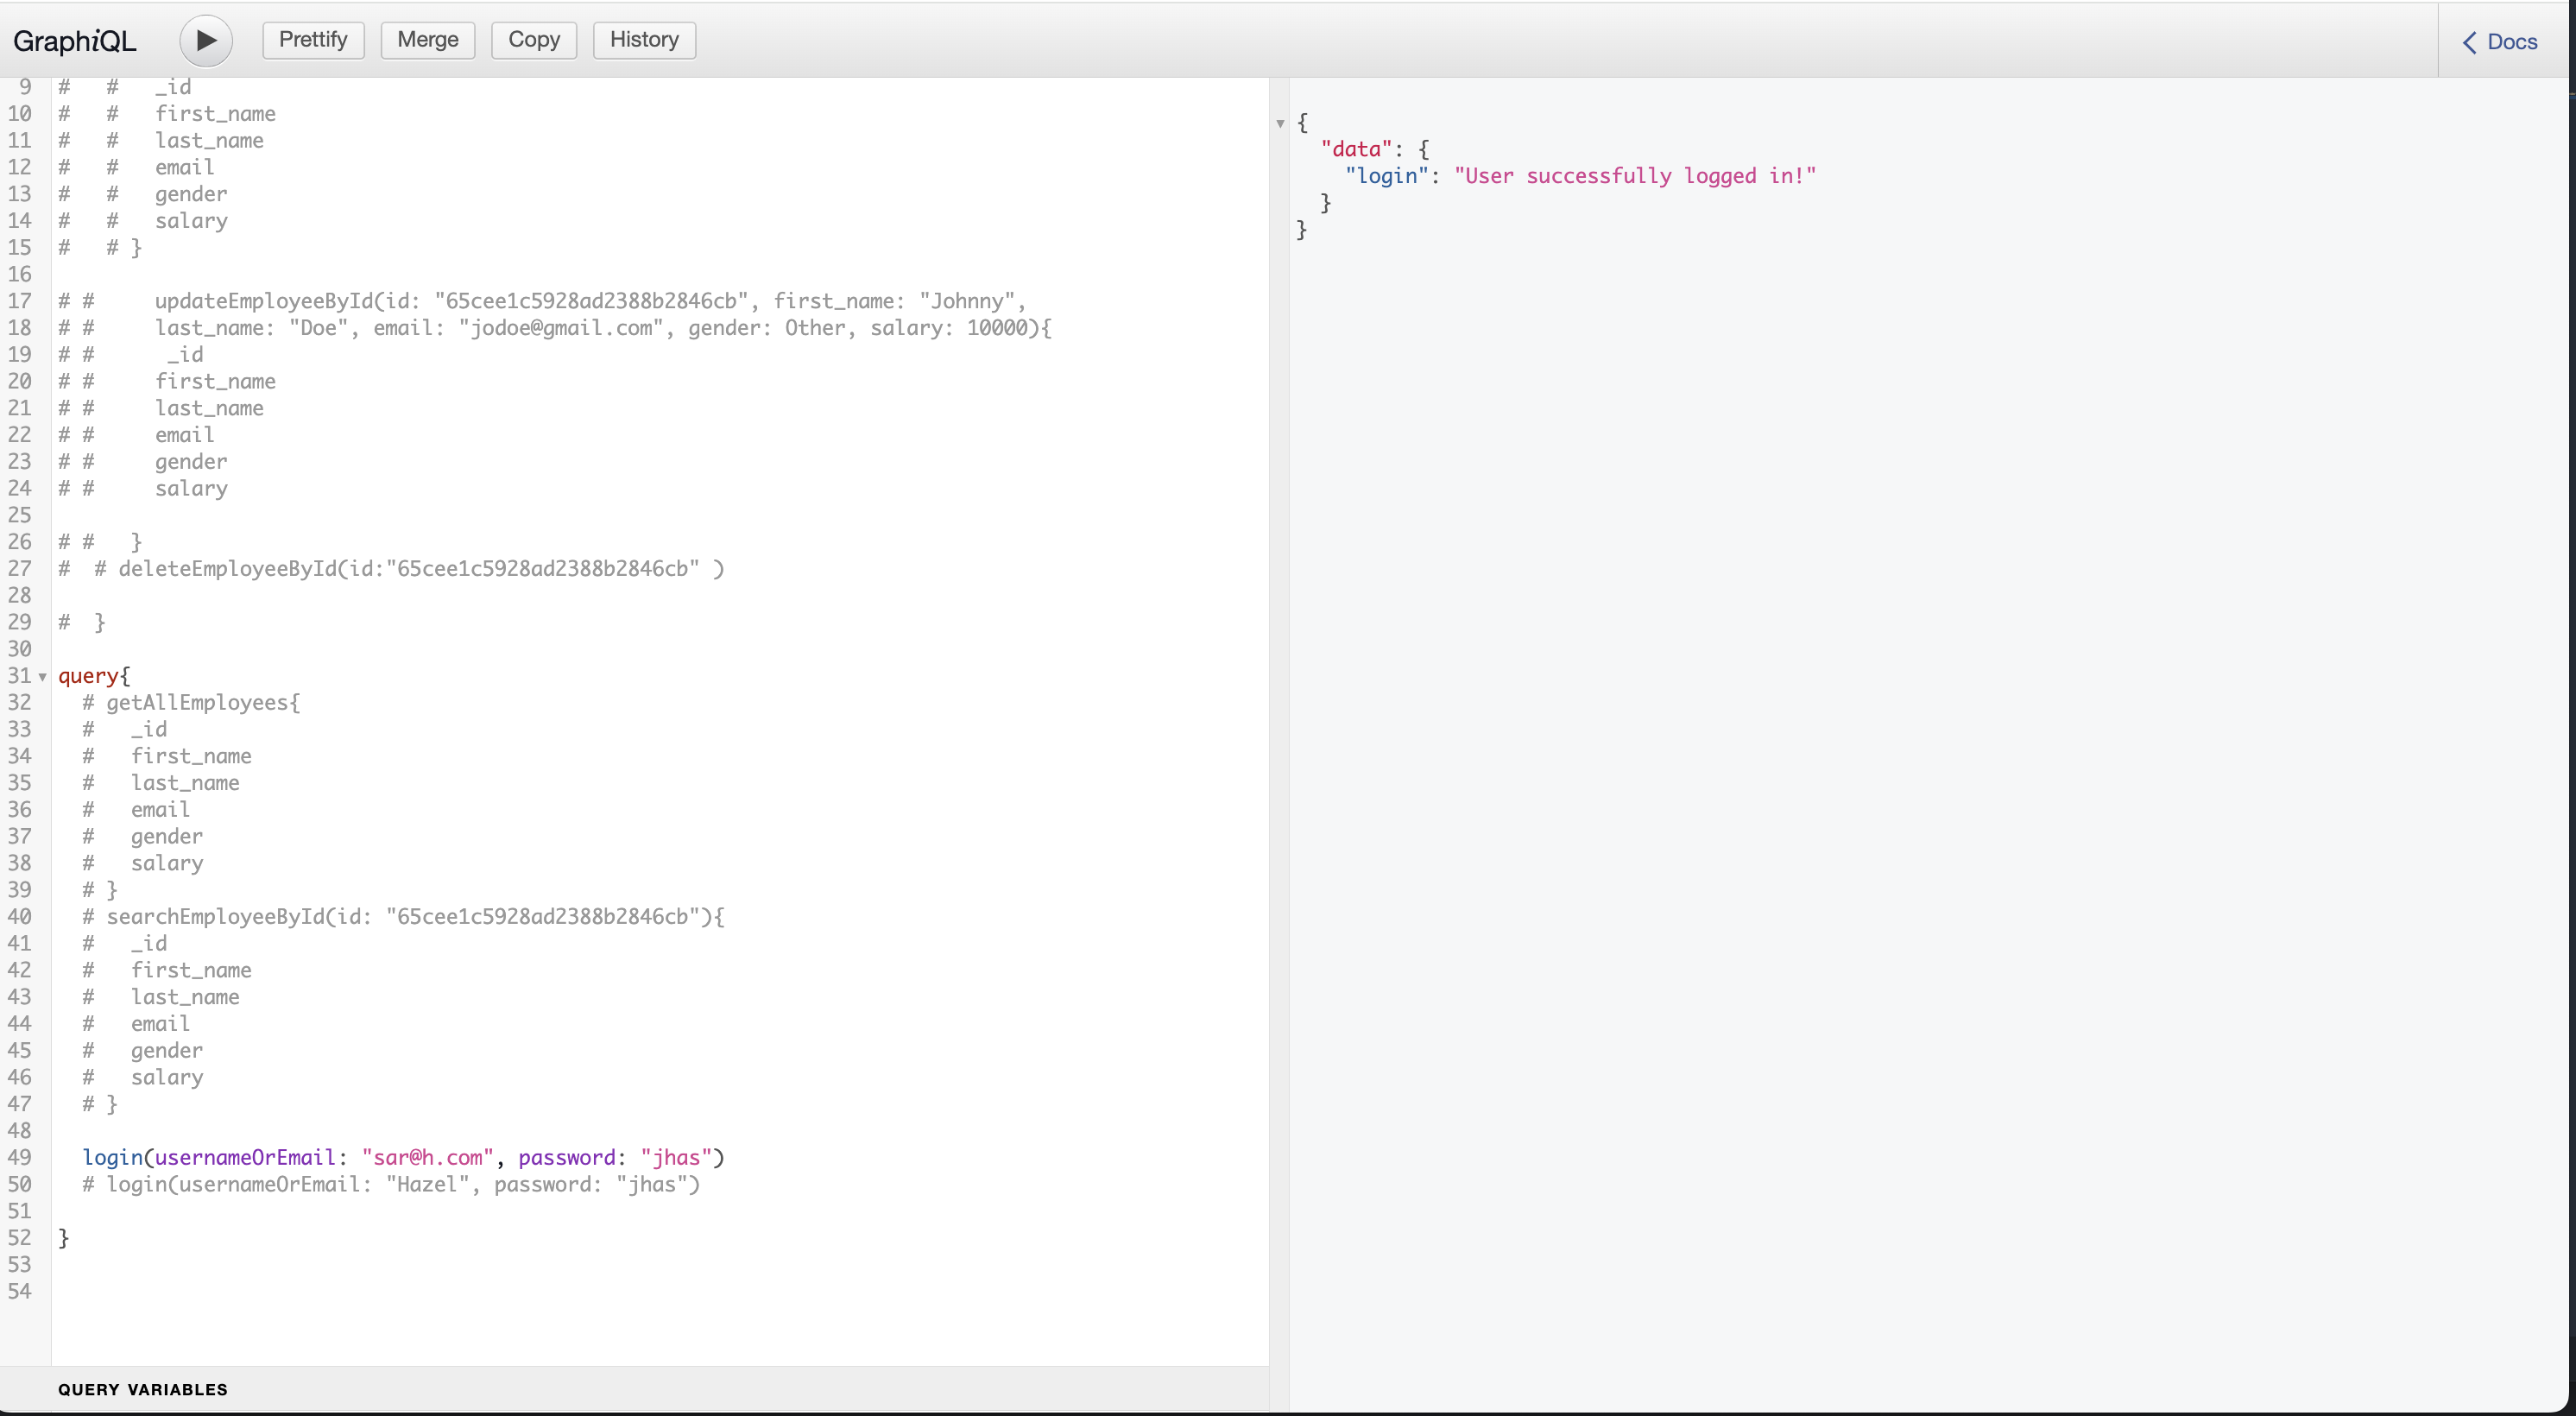 GraphiQL Prettify Merge Copy History Docs
9 #   #   _id
10 #   #   first_name
11 #   #   last_name
12 #   #   email
13 #   #   gender
14 #   #   salary
15 #   # }
16
17 # #     updateEmployeeById(id: "65cee1c5928ad2388b2846cb", first_name: "Johnny",
18 # #     last_name: "Doe", email: "jodoe@gmail.com", gender: Other, salary: 10000){
19 # #      _id
20 # #     first_name
21 # #     last_name
22 # #     email
23 # #     gender
24 # #     salary
25
26 # #   }
27 #  # deleteEmployeeById(id:"65cee1c5928ad2388b2846cb" )
28
29 #  }
30
31 query{
32   # getAllEmployees{
33   #   _id
34   #   first_name
35   #   last_name
36   #   email
37   #   gender
38   #   salary
39   # }
40   # searchEmployeeById(id: "65cee1c5928ad2388b2846cb"){
41   #   _id
42   #   first_name
43   #   last_name
44   #   email
45   #   gender
46   #   salary
47   # }
48
49   login(usernameOrEmail: "sar@h.com", password: "jhas")
50   # login(usernameOrEmail: "Hazel", password: "jhas")
51
52 }
53
54
QUERY VARIABLES
{
  "data": {
    "login": "User successfully logged in!"
  }
}